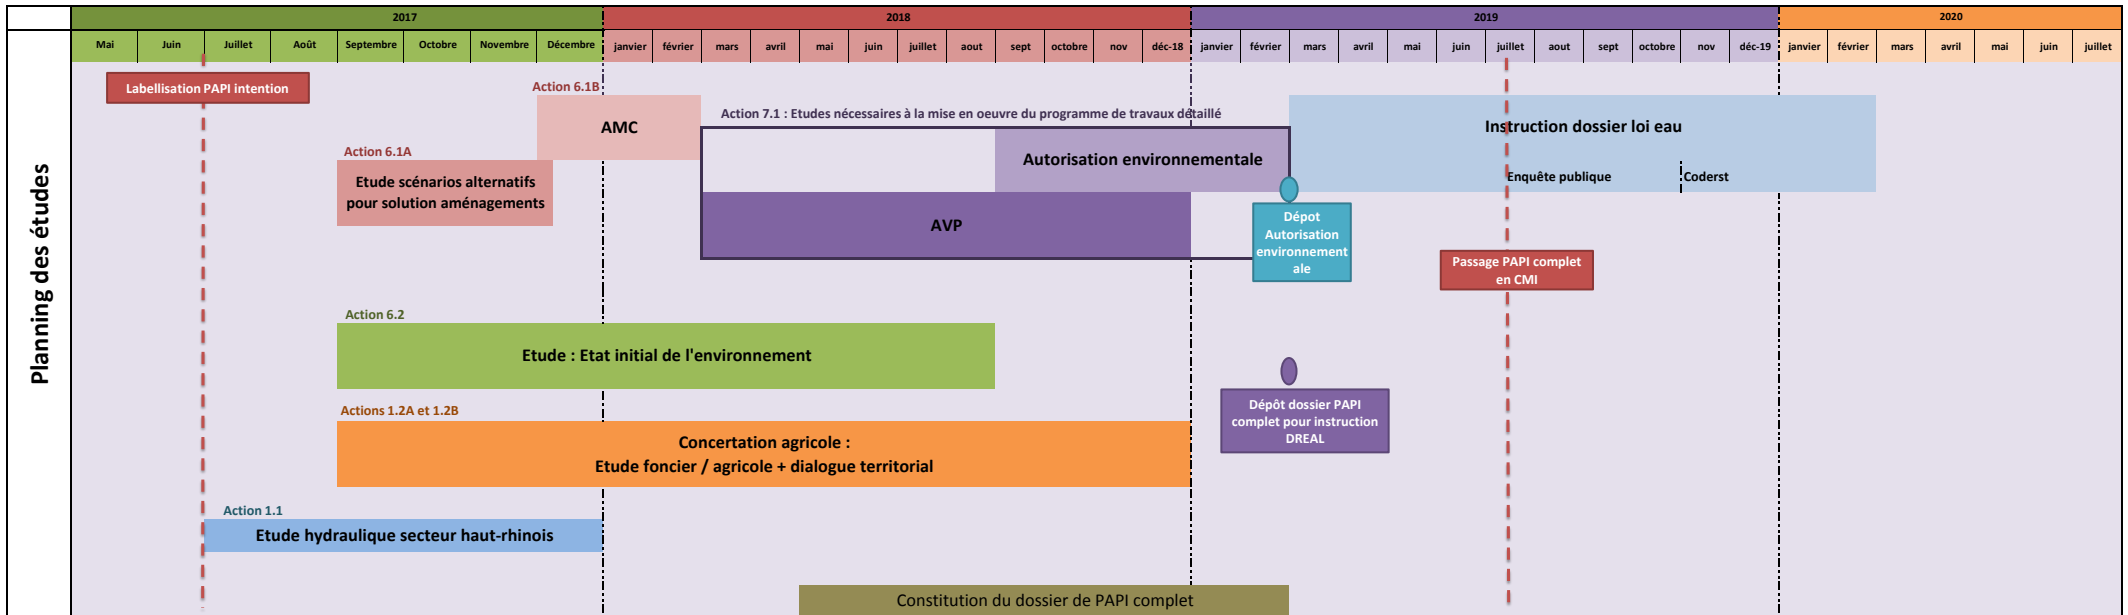 2017 2018 2019 2020
Mai Juin Juillet Août Septembre Octobre Novembre Décembre janvier février mars avril mai juin juillet aout sept octobre nov déc-18 janvier février mars avril mai juin juillet aout sept octobre nov déc-19 janvier février mars avril mai juin juillet
Planning des études
Labellisation PAPI intention
Action 6.1B
AMC
Action 7.1 : Etudes nécessaires à la mise en oeuvre du programme de travaux détaillé
Instruction dossier loi eau
Action 6.1A
Etude scénarios alternatifs
pour solution aménagements
Autorisation environnementale
Enquête publique
Coderst
AVP
Dépot
Autorisation
environnement
ale
Passage PAPI complet
en CMI
Action 6.2
Etude : Etat initial de l'environnement
Dépôt dossier PAPI
complet pour instruction
DREAL
Actions 1.2A et 1.2B
Concertation agricole :
Etude foncier / agricole + dialogue territorial
Action 1.1
Etude hydraulique secteur haut-rhinois
Constitution du dossier de PAPI complet